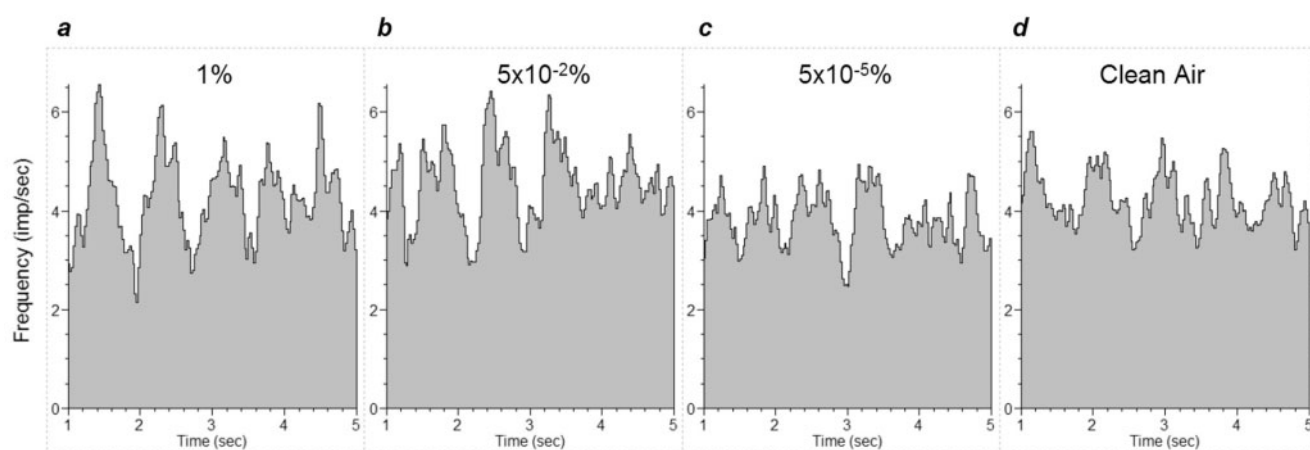 a b c d
1% 5x10⁻²% 5x10⁻⁵% Clean Air
Frequency (imp/sec)
6 6 6 6
4 4 4 4
2 2 2 2
0 0 0 0
1 2 3 4 5 1 2 3 4 5 1 2 3 4 5 1 2 3 4 5
Time (sec) Time (sec) Time (sec) Time (sec)